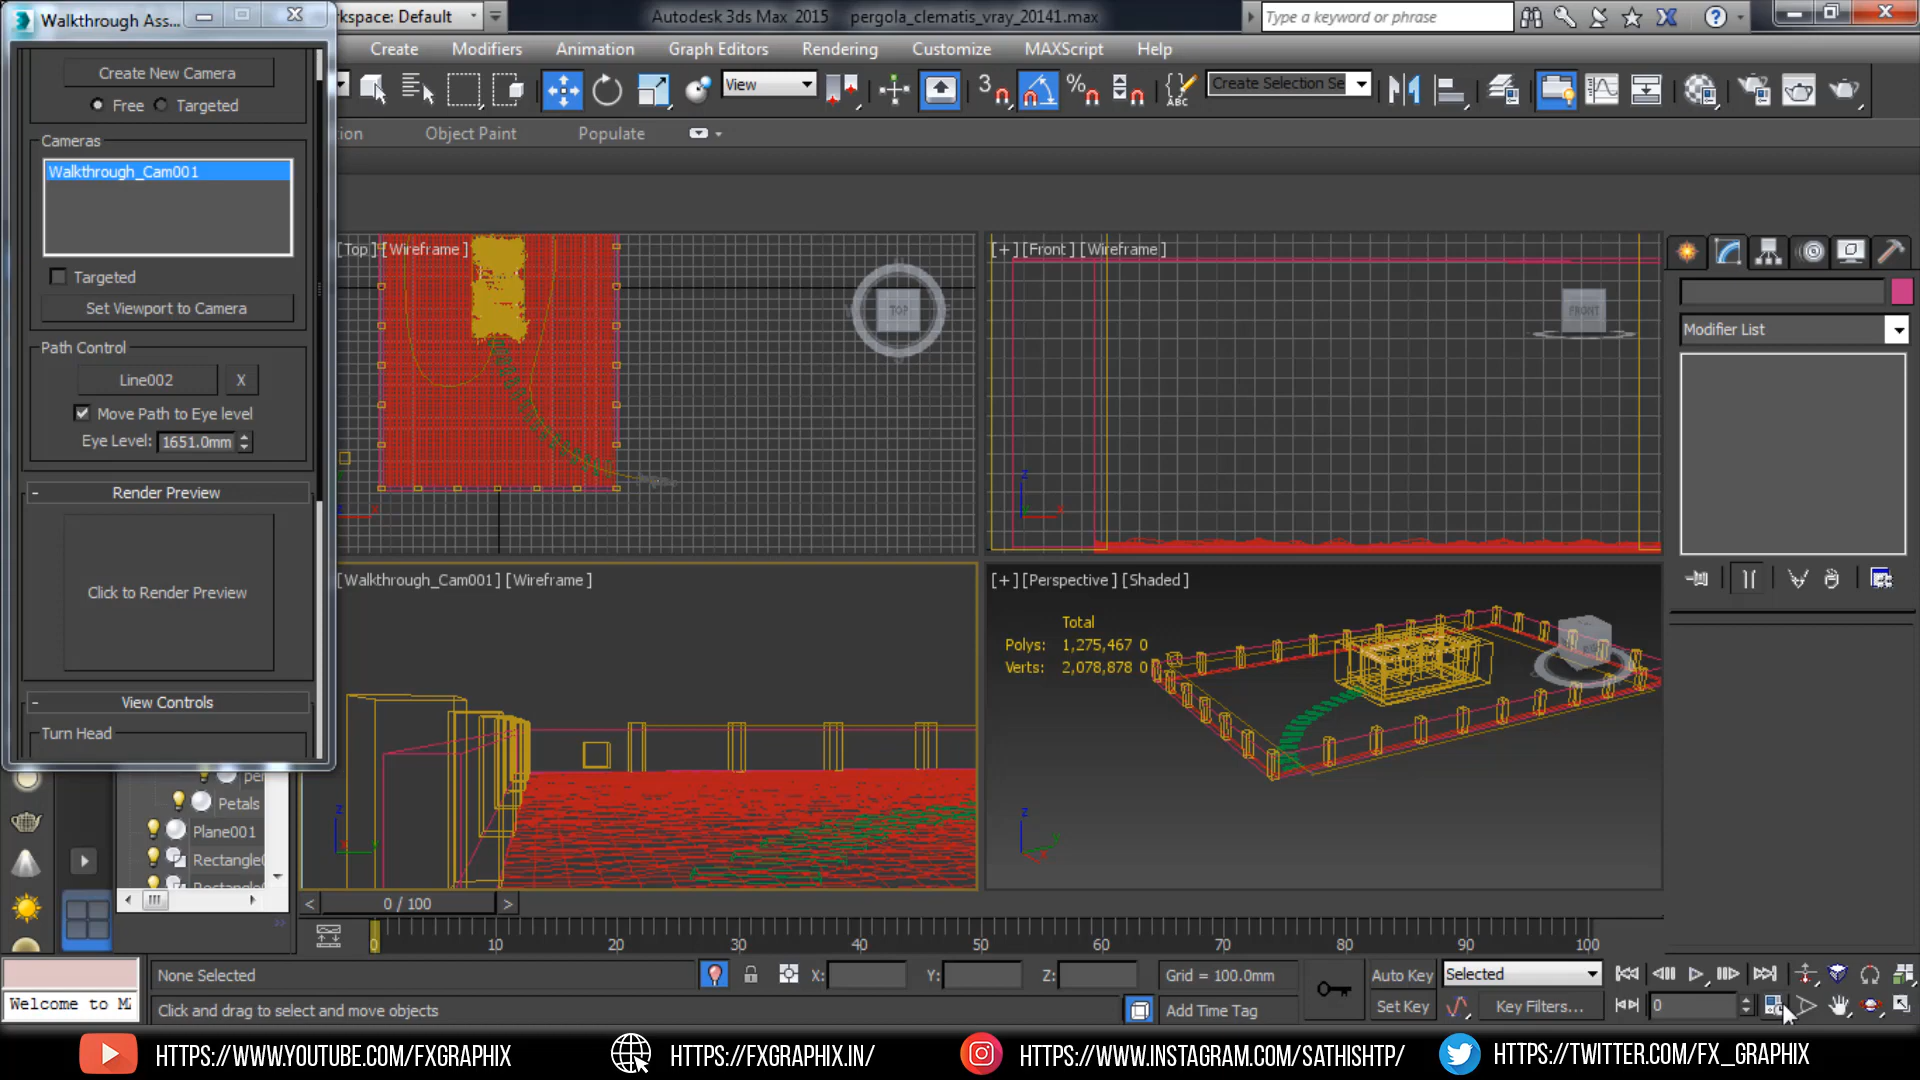 Walkthrough Ass...
kspace: Default
Autodesk 3ds Max 2015 pergola_clematis_vray_20141.max
Type a keyword or phrase
Create Modifiers Animation Graph Editors Rendering Customize MAXScript Help
Create New Camera
Free Targeted
View
3
%
ABC
Create Selection Se
tion Object Paint Populate
Cameras
Walkthrough_Cam001
Targeted
Set Viewport to Camera
Path Control
Line002 X
Move Path to Eye level
Eye Level: 1651.0mm
Render Preview
Click to Render Preview
View Controls
Turn Head
[Top] [Wireframe]
TOP
[+] [Front] [Wireframe]
FRONT
Modifier List
[Walkthrough_Cam001] [Wireframe]
[+] [Perspective] [Shaded]
Total
Polys: 1,275,467 0
Verts: 2,078,878 0
per
Petals
Plane001
Rectangle
0 / 100
0 10 20 30 40 50 60 70 80 90 100
None Selected
X: Y: Z:
Grid = 100.0mm
Auto Key
Selected
Welcome to M
Click and drag to select and move objects
Add Time Tag
Set Key
Key Filters...
0
HTTPS://WWW.YOUTUBE.COM/FXGRAPHIX
HTTPS://FXGRAPHIX.IN/
HTTPS://WWW.INSTAGRAM.COM/SATHISHTP/
HTTPS://TWITTER.COM/FX_GRAPHIX